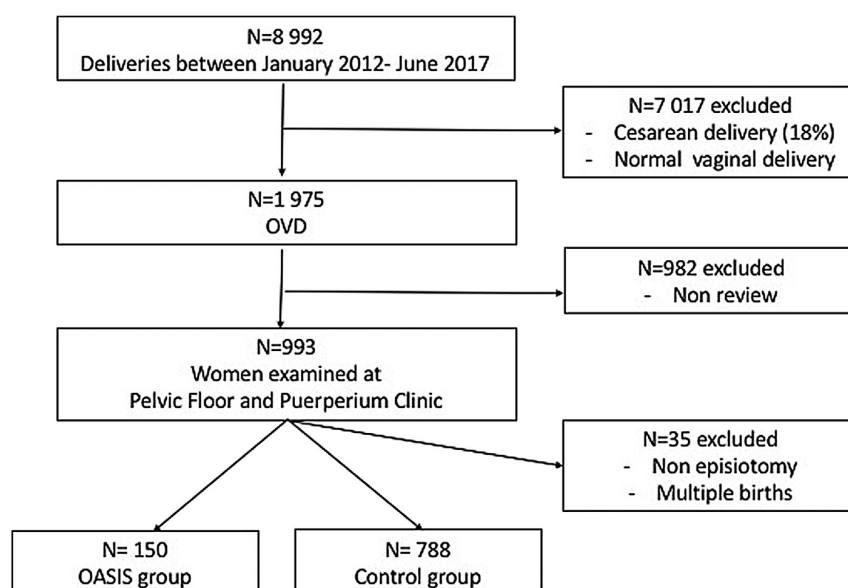 N=8 992
Deliveries between January 2012- June 2017
N=7 017 excluded
- Cesarean delivery (18%)
- Normal vaginal delivery
N=1 975
OVD
N=982 excluded
- Non review
N=993
Women examined at
Pelvic Floor and Puerperium Clinic
N=35 excluded
- Non episiotomy
- Multiple births
N= 150
OASIS group
N= 788
Control group